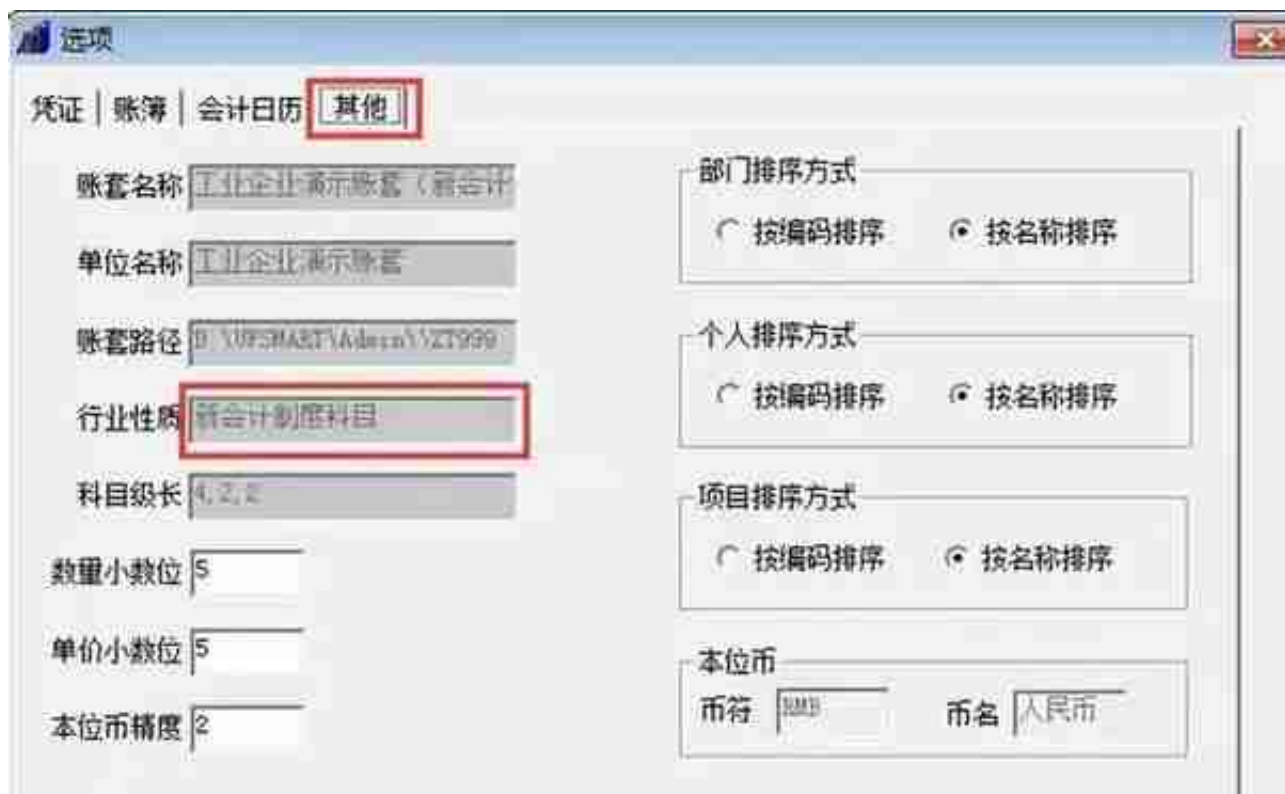 选项
凭证 账簿 会计日历 其他
账套名称 工业企业演示账套（新会计
单位名称 工业企业演示账套
账套路径 D:\UFSMART\Admin\\ZT999
行业性质 新会计制度科目
科目级长 4,2,2
数量小数位 5
单价小数位 5
本位币精度 2
部门排序方式
按编码排序 按名称排序
个人排序方式
按编码排序 按名称排序
项目排序方式
按编码排序 按名称排序
本位币
币符 RMB 币名 人民币